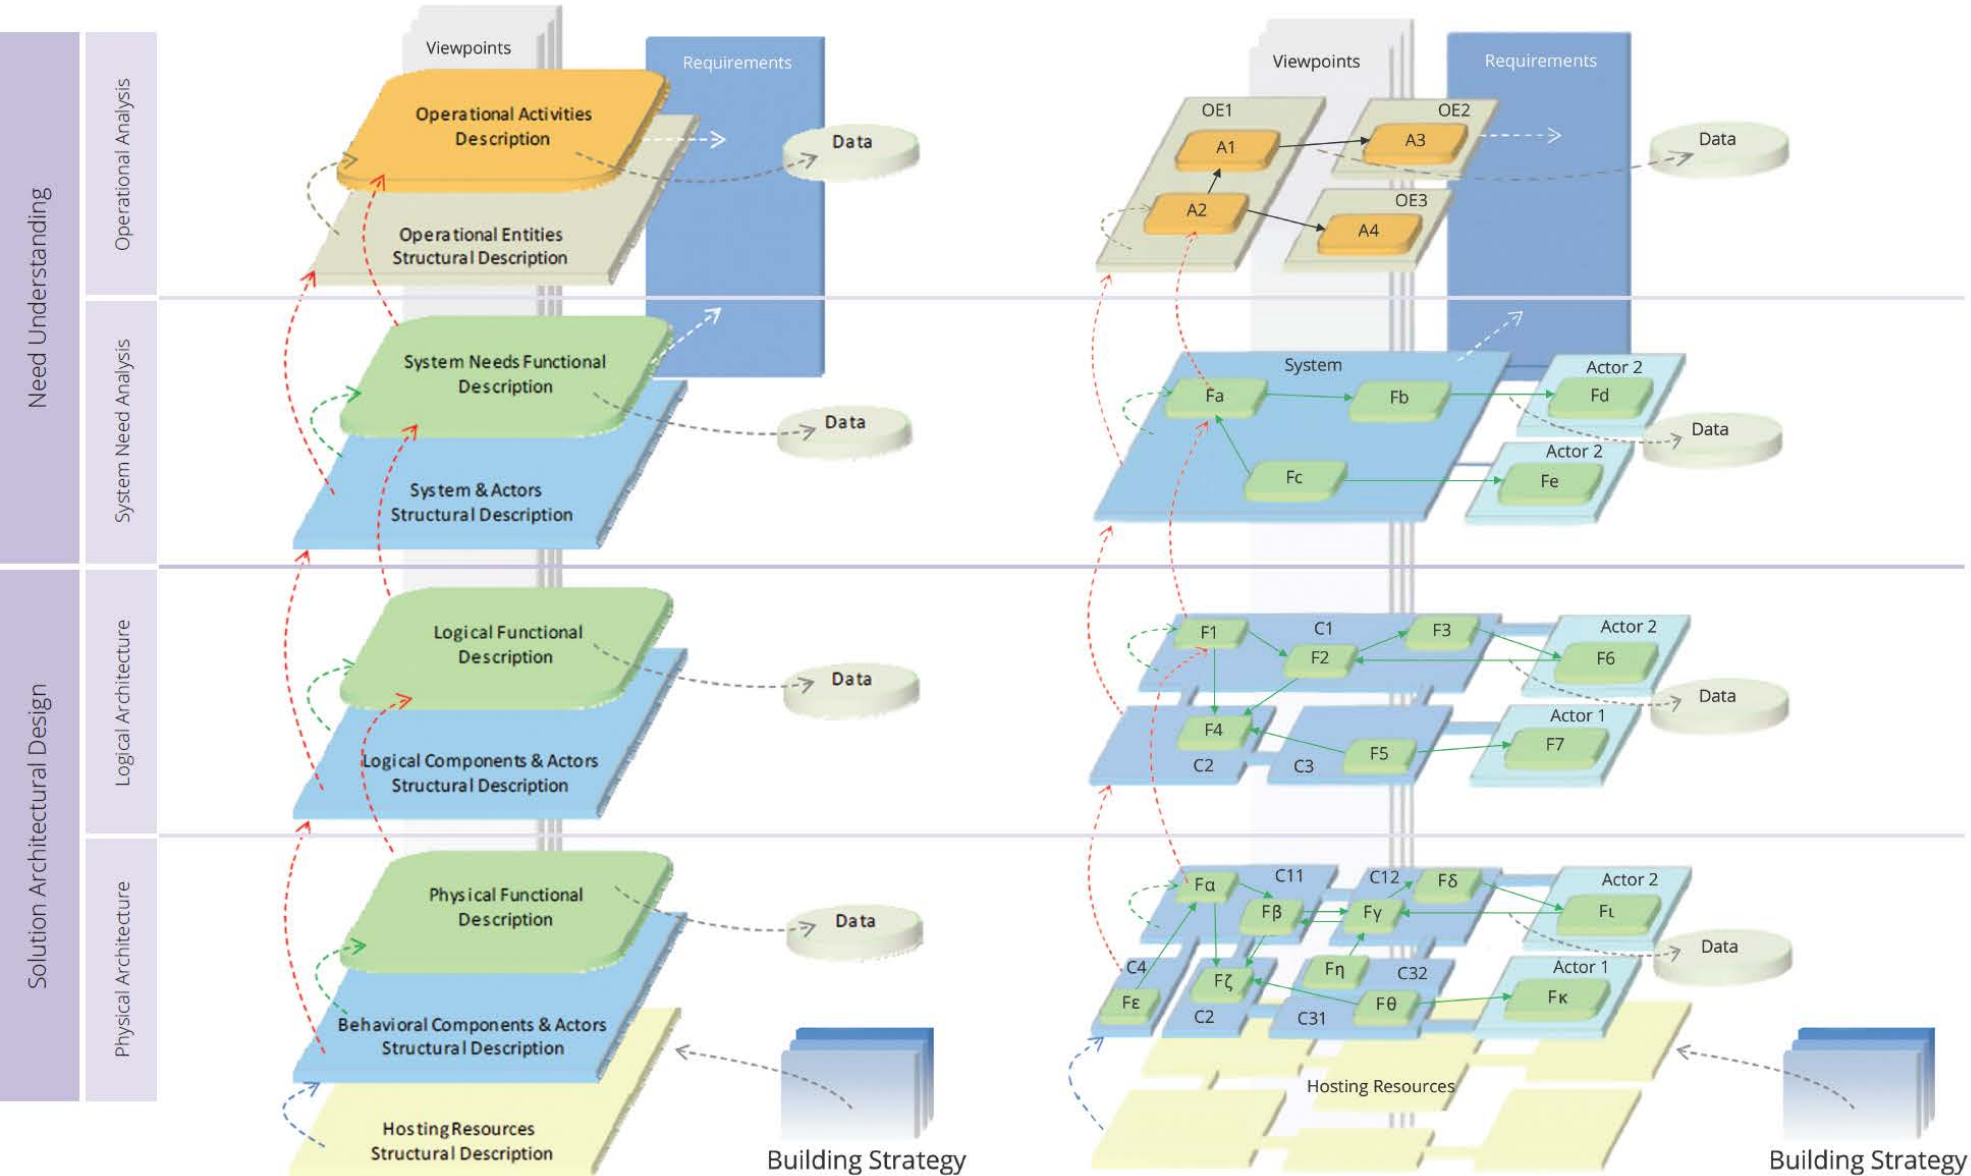 Need Understanding
Operational Analysis
Viewpoints
Requirements
Operational Activities
Description
Data
Operational Entities
Structural Description
Viewpoints
Requirements
OE1
OE2
A1
A3
Data
A2
OE3
A4
System Need Analysis
System Needs Functional
Description
Data
System & Actors
Structural Description
System
Actor 2
Fa
Fb
Fd
Data
Actor 2
Fc
Fe
Solution Architectural Design
Logical Architecture
Logical Functional
Description
Data
Logical Components & Actors
Structural Description
F1
C1
F3
Actor 2
F2
F6
Data
F4
Actor 1
F5
F7
C2
C3
Physical Architecture
Physical Functional
Description
Data
Behavioral Components & Actors
Structural Description
Hosting Resources
Structural Description
Building Strategy
Fα
C11
C12
Fδ
Actor 2
Fβ
Fγ
Fι
Data
C4
Fζ
Fη
C32
Actor 1
Fε
Fθ
Fκ
C2
C31
Hosting Resources
Building Strategy